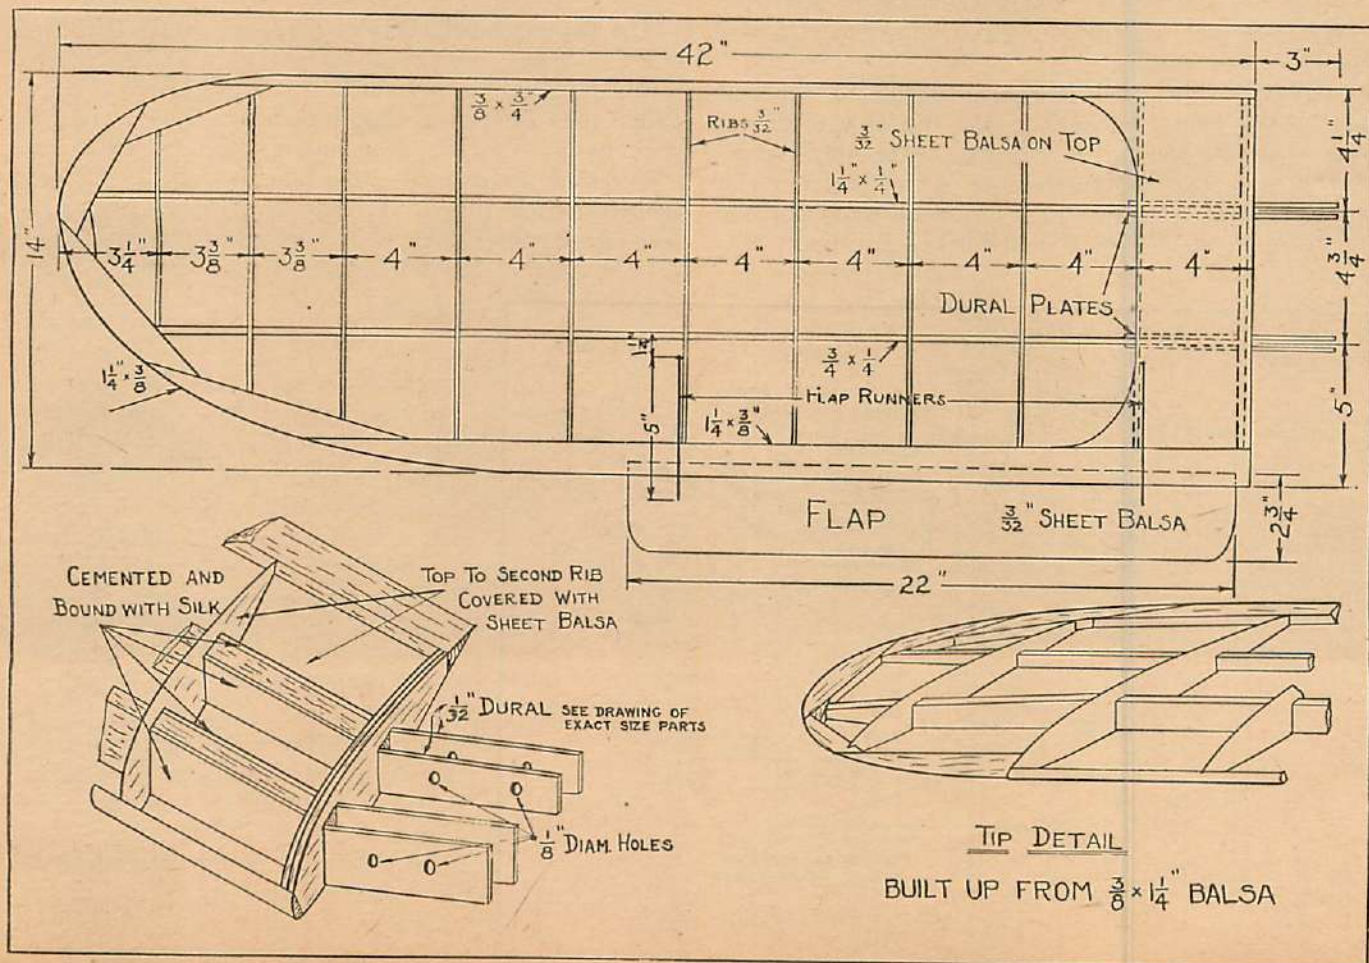 42"
3"
3/8 × 3/4"
RIBS 3/32"
3/32" SHEET BALSA ON TOP
1 1/4" × 1/4"
4 1/4"
14"
3 1/4"
3 3/8"
3 3/8"
4"
4"
4"
4"
4"
4"
4"
4"
4 3/4"
DURAL PLATES
1 1/4" × 3/8
1 1/2"
3/4 × 1/4
FLAP RUNNERS
5"
1 1/4 × 3/8"
5"
FLAP
3/32" SHEET BALSA
2 3/4"
22"
CEMENTED AND
BOUND WITH SILK
TOP TO SECOND RIB
COVERED WITH
SHEET BALSA
1/32" DURAL SEE DRAWING OF
EXACT SIZE PARTS
1/8" DIAM. HOLES
TIP DETAIL
BUILT UP FROM 3/8 × 1 1/4" BALSA